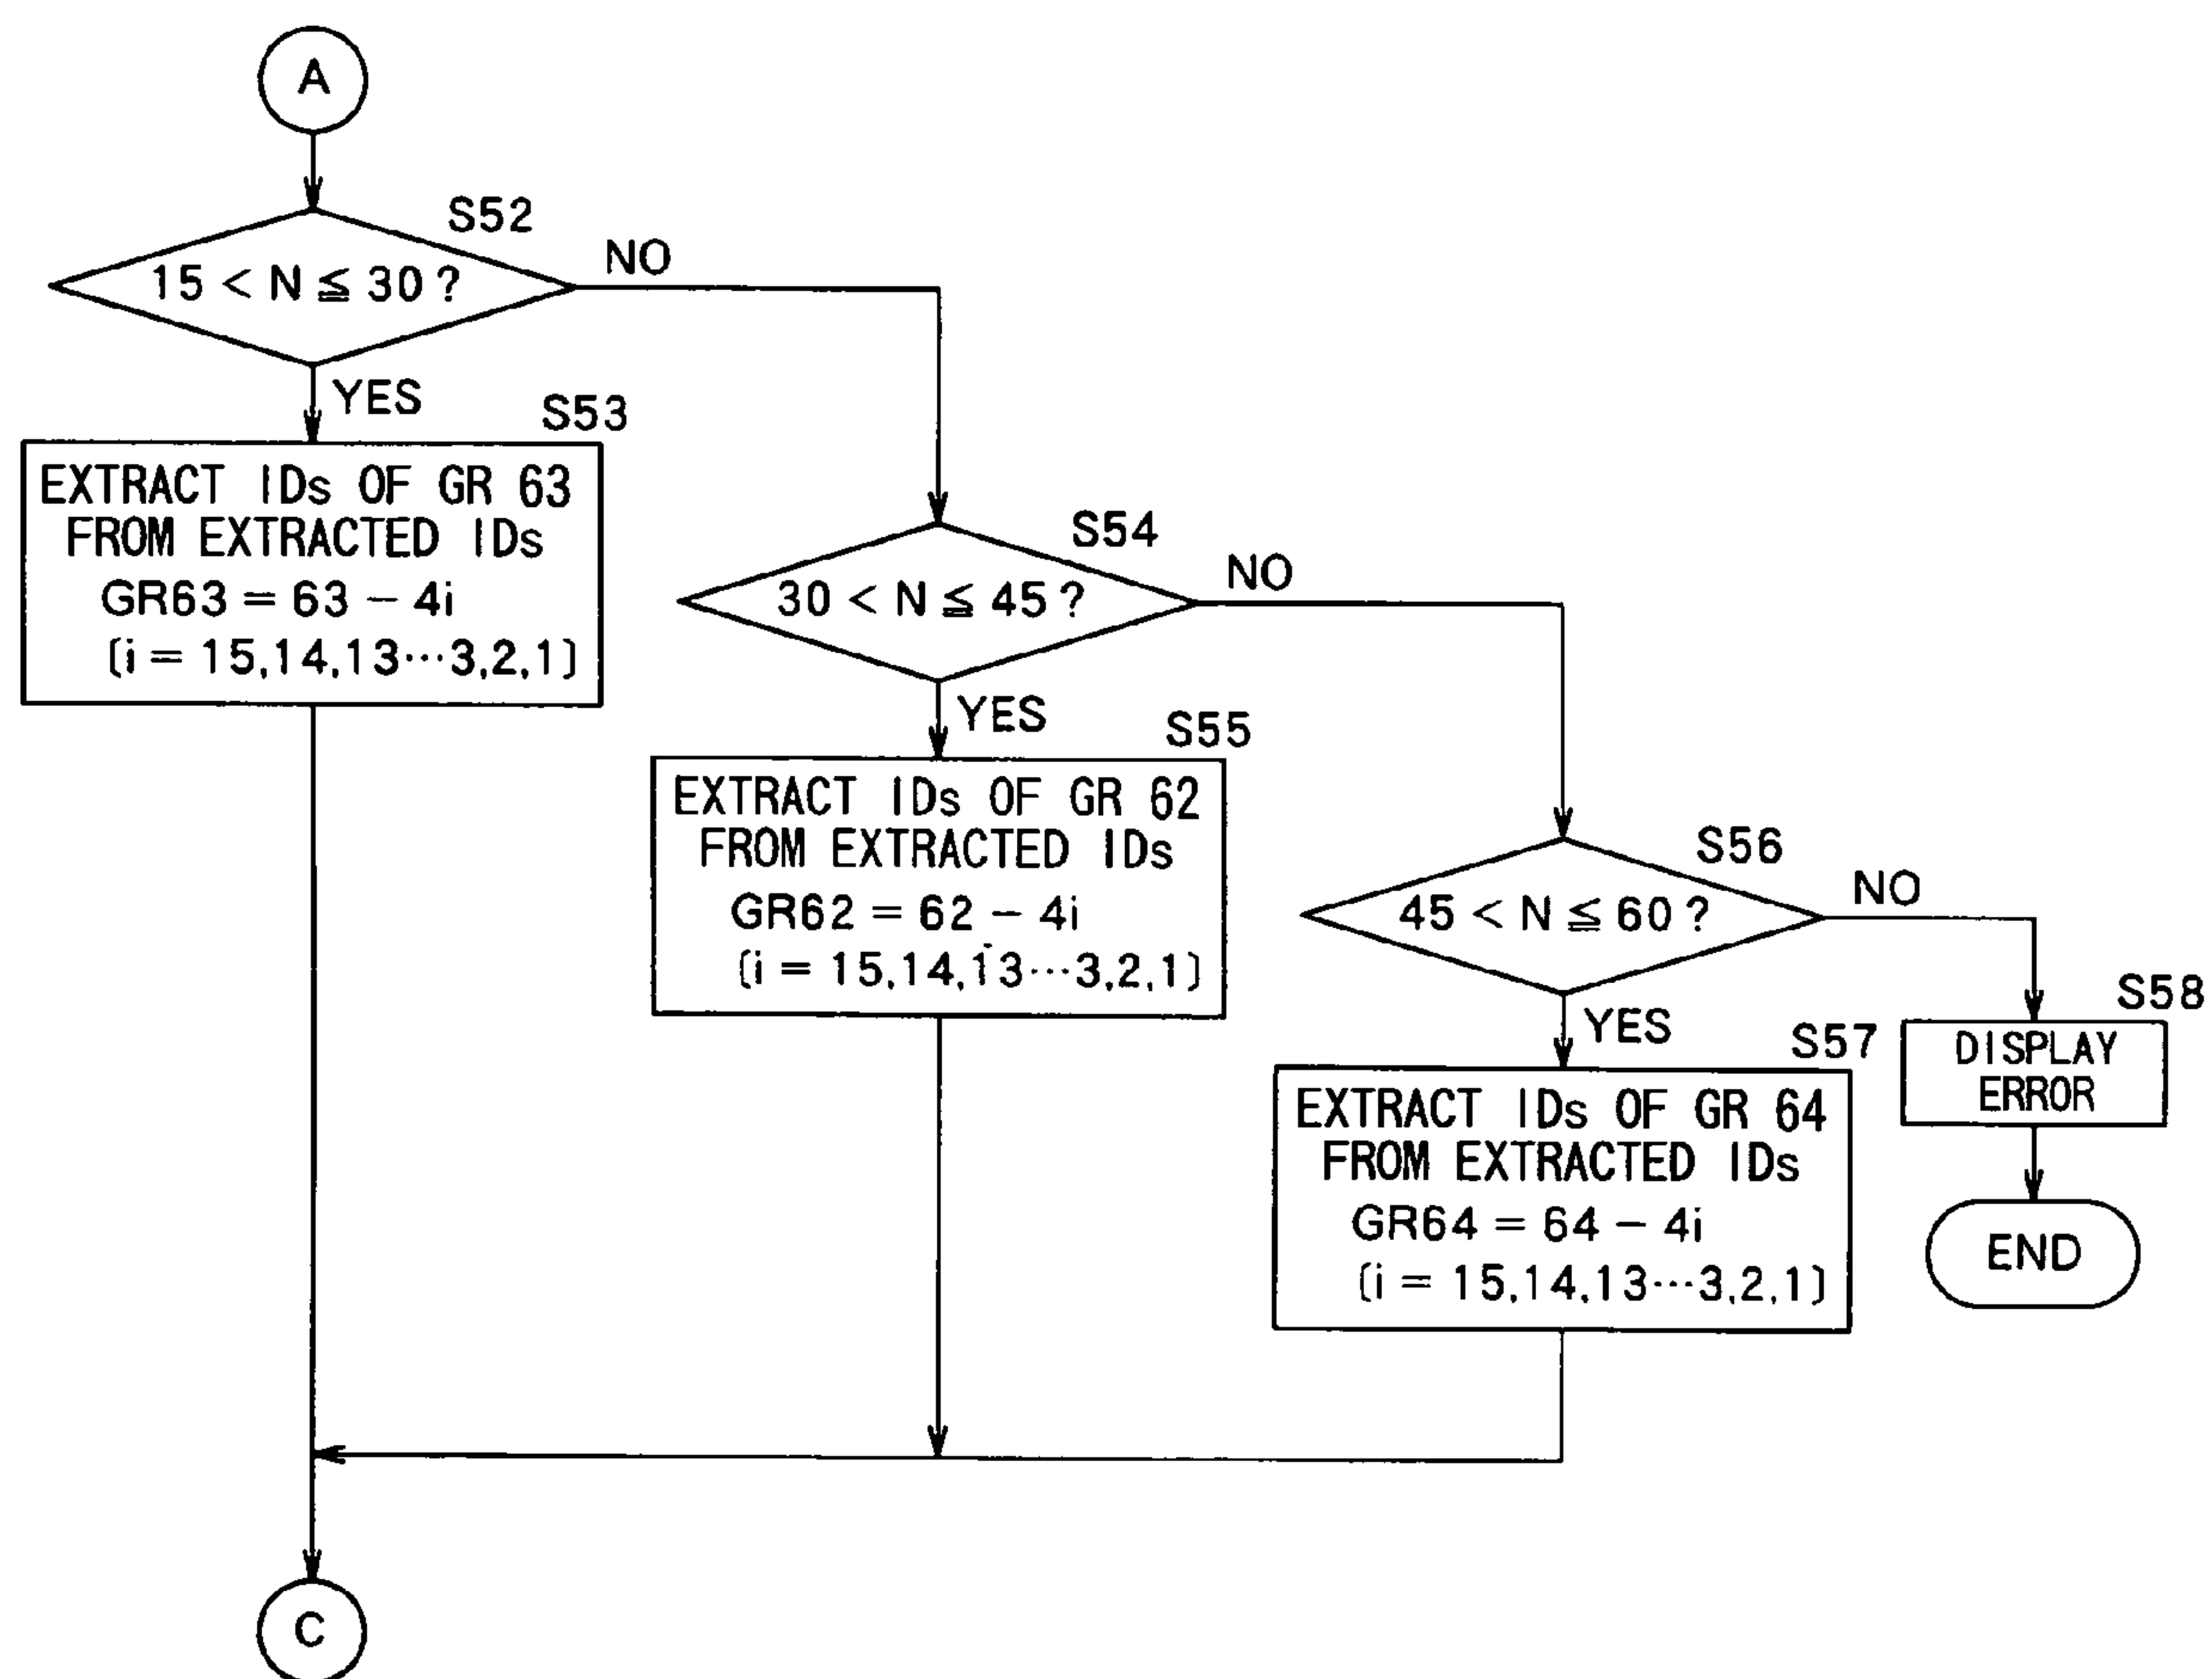 A
S52
15 < N ≦ 30 ?
NO
YES
S53
EXTRACT IDs OF GR 63
FROM EXTRACTED IDs
GR63 = 63 − 4i
(i = 15,14,13···3,2,1)
S54
30 < N ≦ 45 ?
NO
YES
S55
EXTRACT IDs OF GR 62
FROM EXTRACTED IDs
GR62 = 62 − 4i
(i = 15,14,13···3,2,1)
S56
45 < N ≦ 60 ?
NO
YES
S57
EXTRACT IDs OF GR 64
FROM EXTRACTED IDs
GR64 = 64 − 4i
(i = 15,14,13···3,2,1)
S58
DISPLAY
ERROR
END
C